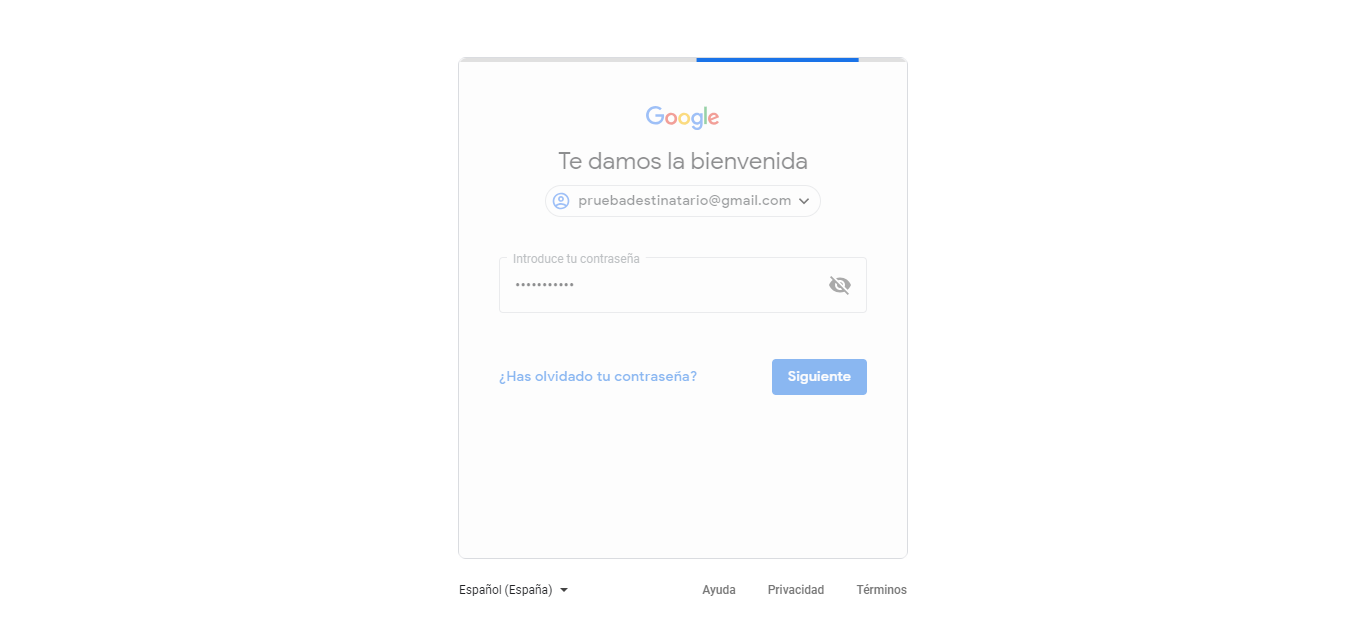 Google
Te damos la bienvenida
pruebadestinatario@gmail.com
Introduce tu contraseña
•••••••••••
¿Has olvidado tu contraseña?
Siguiente
Español (España)
Ayuda
Privacidad
Términos